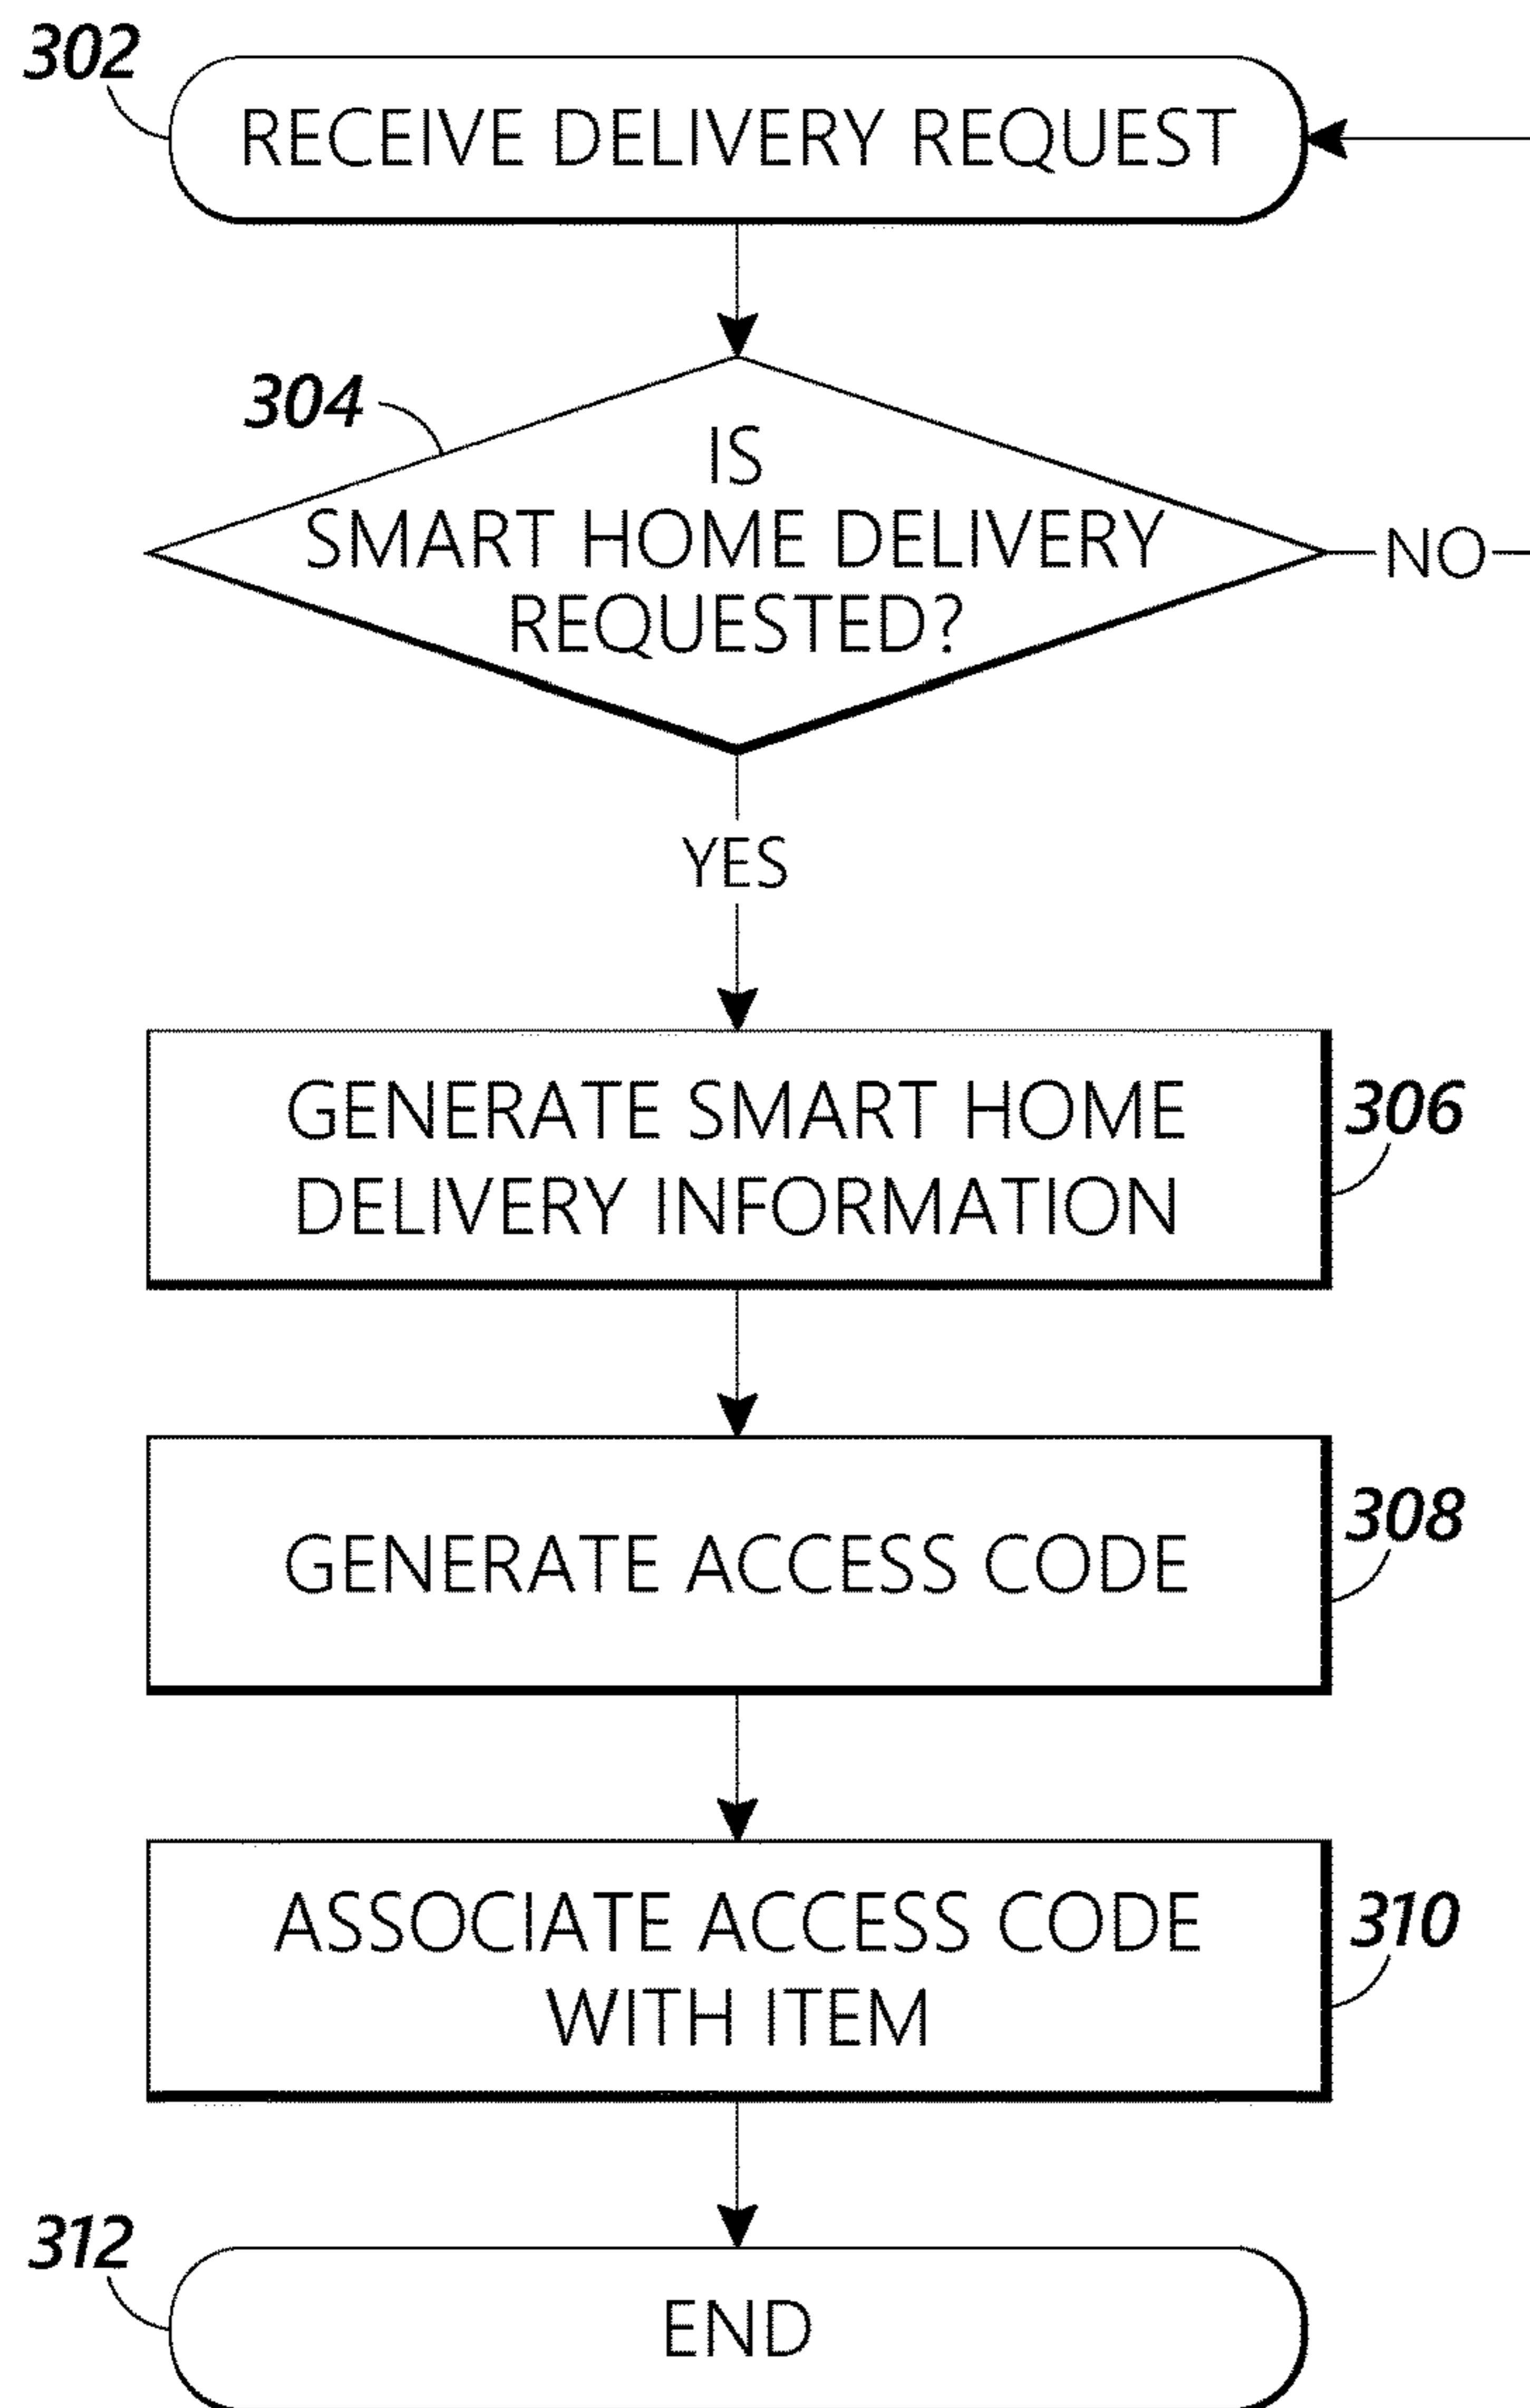 302
RECEIVE DELIVERY REQUEST
304
IS
SMART HOME DELIVERY
REQUESTED?
NO
YES
GENERATE SMART HOME
DELIVERY INFORMATION
306
GENERATE ACCESS CODE
308
ASSOCIATE ACCESS CODE
WITH ITEM
310
312
END